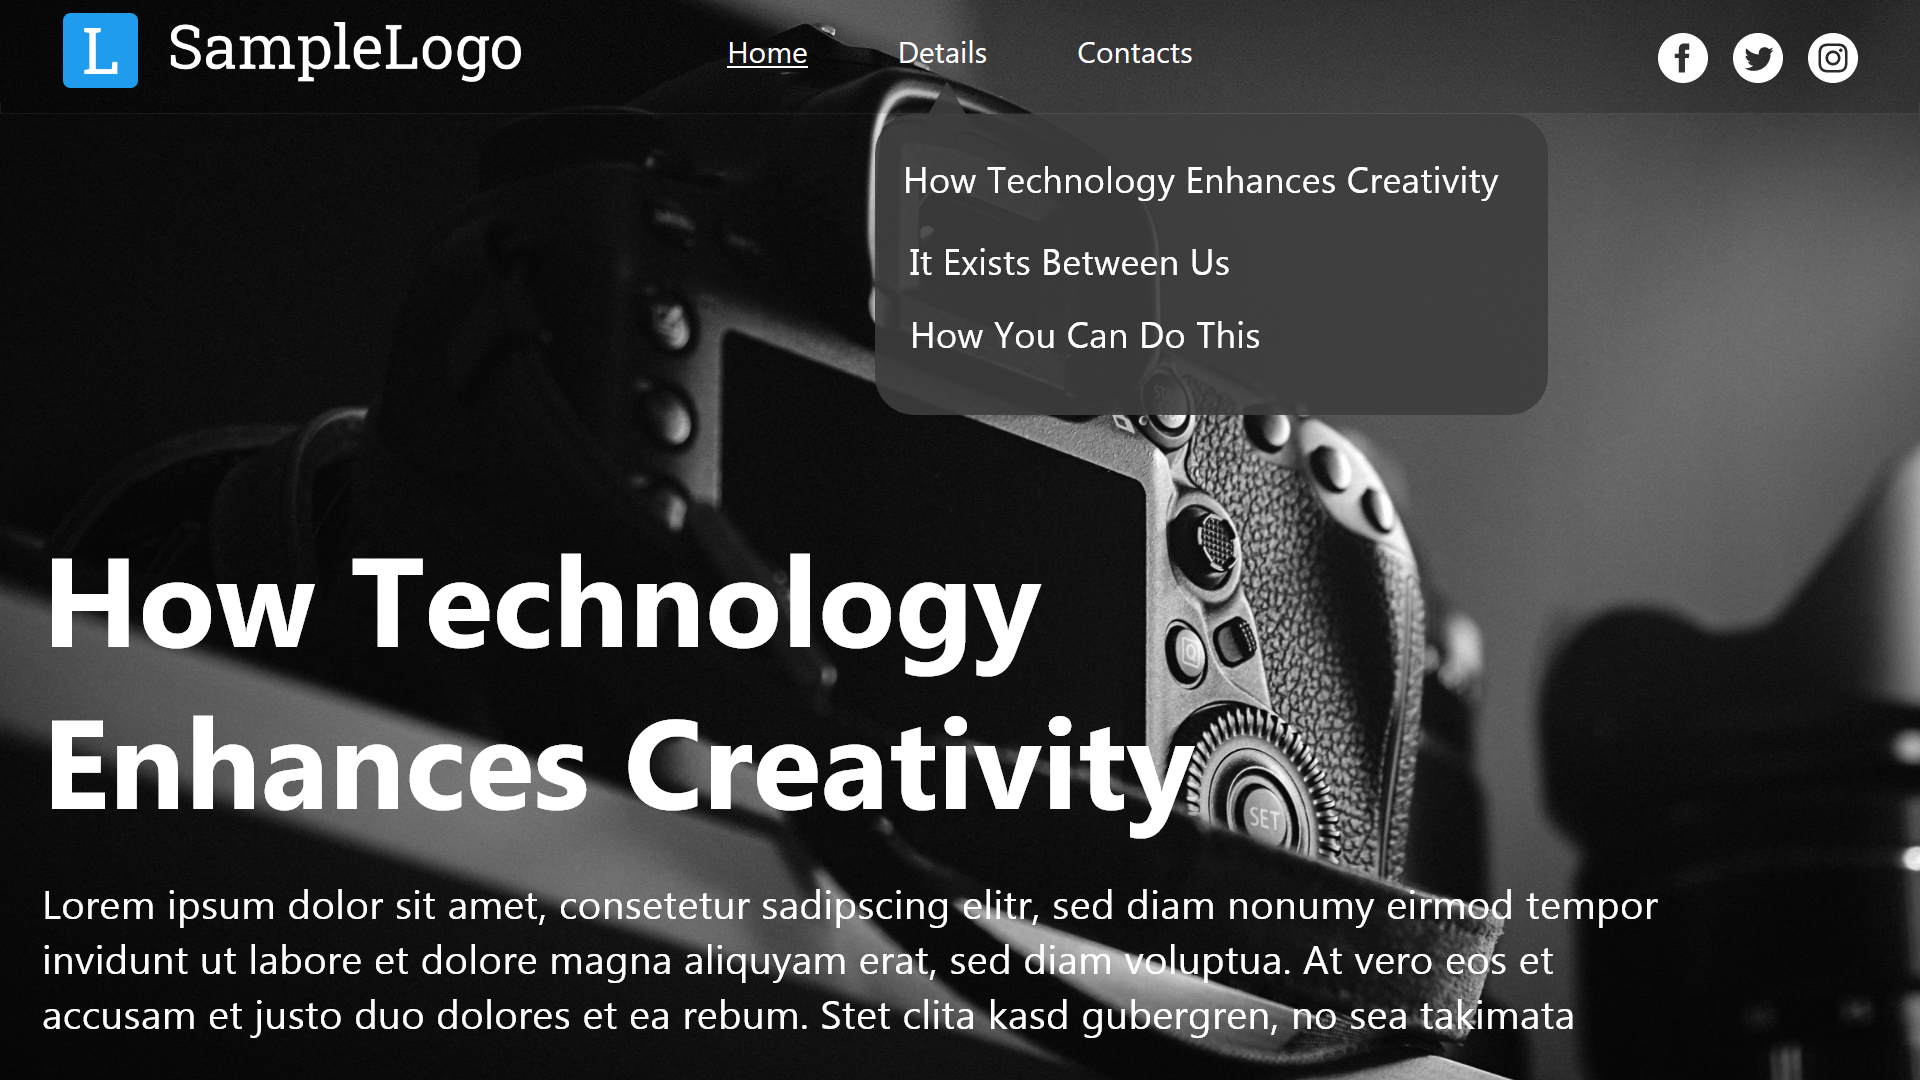 L SampleLogo Home Details Contacts
How Technology Enhances Creativity
It Exists Between Us
How You Can Do This
How Technology
Enhances Creativity
SET
Lorem ipsum dolor sit amet, consetetur sadipscing elitr, sed diam nonumy eirmod tempor
invidunt ut labore et dolore magna aliquyam erat, sed diam voluptua. At vero eos et
accusam et justo duo dolores et ea rebum. Stet clita kasd gubergren, no sea takimata